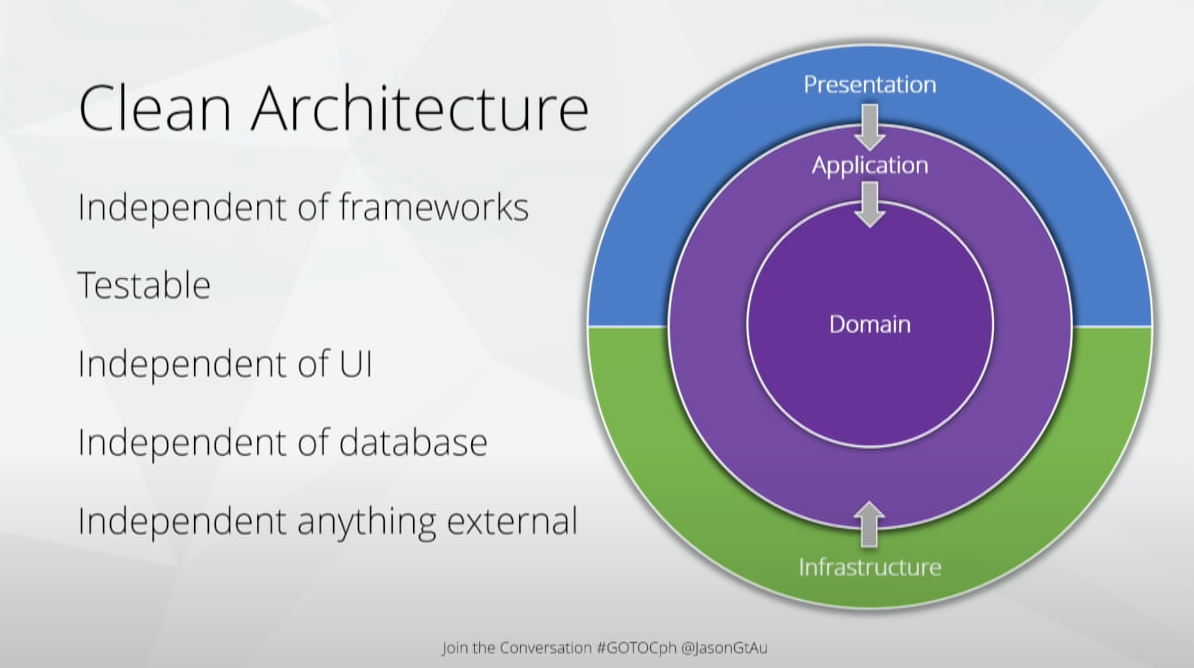 Clean Architecture
Independent of frameworks
Testable
Independent of UI
Independent of database
Independent anything external
Presentation
Application
Domain
Infrastructure
Join the Conversation #GOTOCph @JasonGtAu